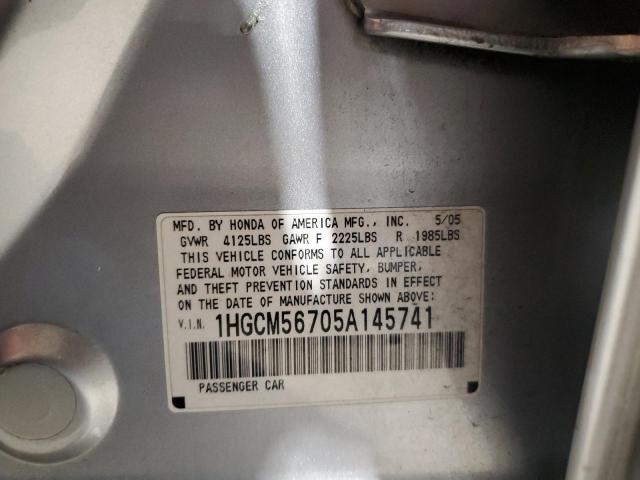 MFD. BY HONDA OF AMERICA MFG., INC. 5/05
GVWR 4125LBS GAWR F 2225LBS R 1985LBS
THIS VEHICLE CONFORMS TO ALL APPLICABLE
FEDERAL MOTOR VEHICLE SAFETY, BUMPER,
AND THEFT PREVENTION STANDARDS IN EFFECT
ON THE DATE OF MANUFACTURE SHOWN ABOVE:
V.I.N. 1HGCM56705A145741
PASSENGER CAR